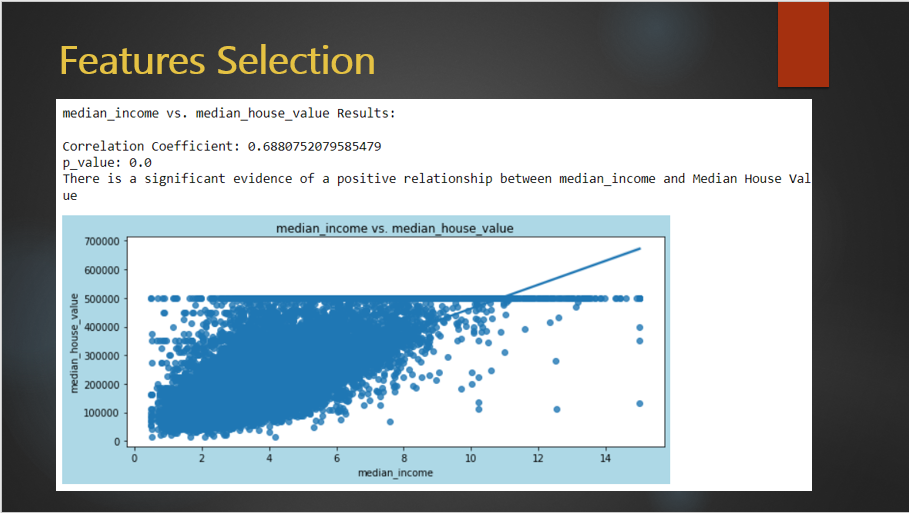 Features Selection
median_income vs. median_house_value Results:
Correlation Coefficient: 0.6880752079585479
p_value: 0.0
There is a significant evidence of a positive relationship between median_income and Median House Val
ue
median_income vs. median_house_value
700000
600000
500000
400000
300000
200000
100000
0
median_house_value
0 2 4 6 8 10 12 14
median_income